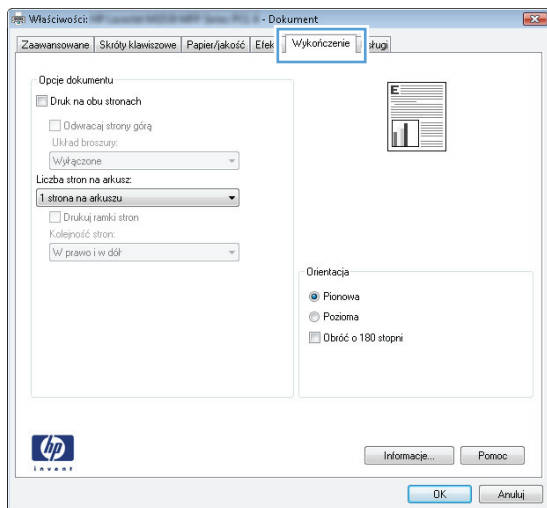 Właściwości: - Dokument
Zaawansowane Skróty klawiszowe Papier/jakość Efek Wykończenie sługi
Opcje dokumentu
Druk na obu stronach
Odwracaj strony górą
Układ broszury:
Wyłączone
Liczba stron na arkusz:
1 strona na arkuszu
Drukuj ramki stron
Kolejność stron:
W prawo i w dół
E
Orientacja
Pionowa
Pozioma
Obróć o 180 stopni
hp
invent
Informacje... Pomoc
OK Anuluj